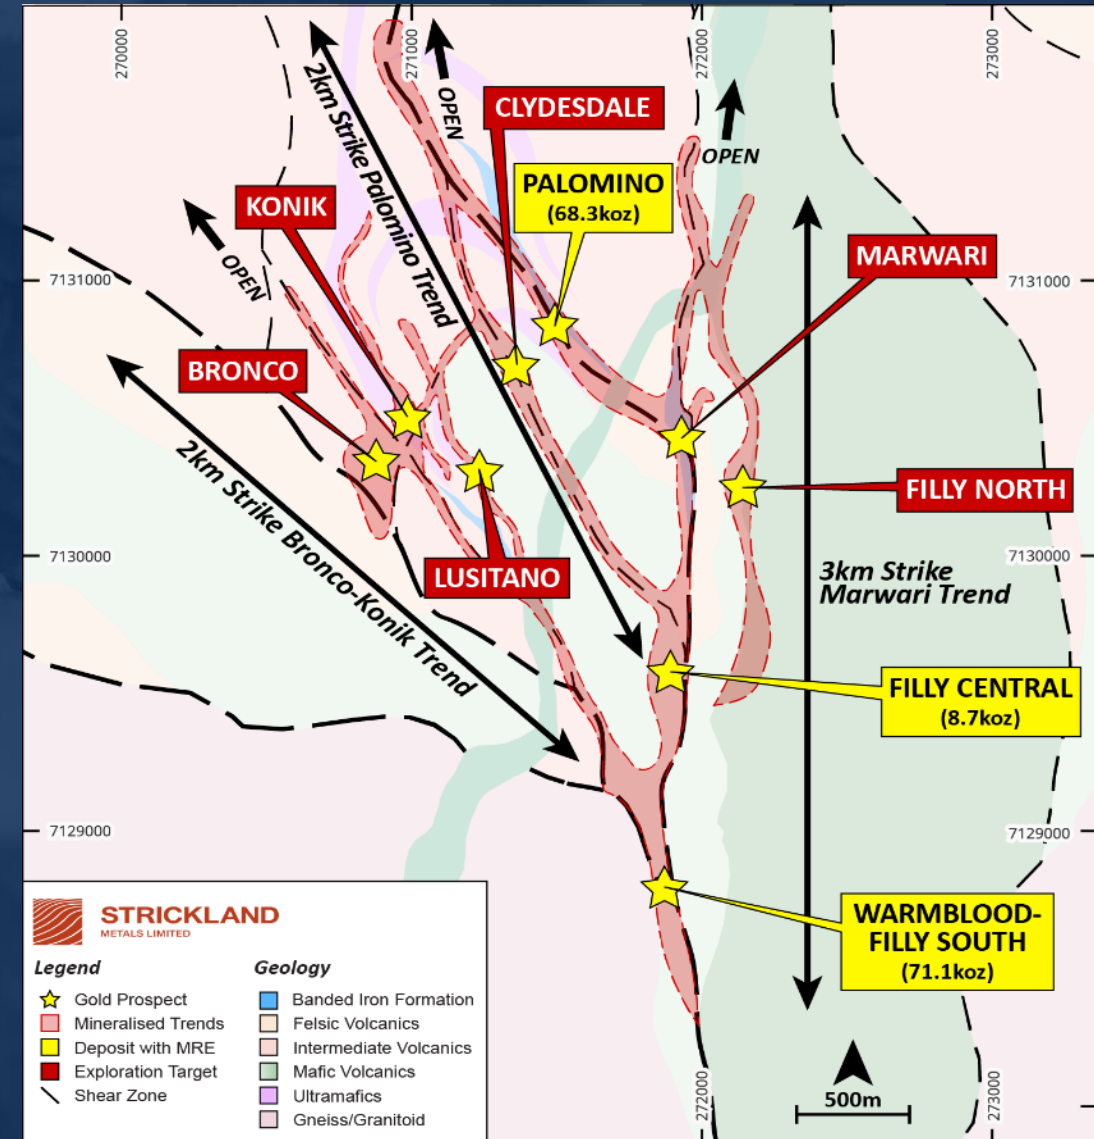 270000
271000
272000
273000
2km Strike Palomino Trend
OPEN
CLYDESDALE
OPEN
PALOMINO
(68.3koz)
KONIK
OPEN
MARWARI
7131000
7131000
BRONCO
FILLY NORTH
2km Strike Bronco-Konik Trend
7130000
7130000
LUSITANO
3km Strike
Marwari Trend
FILLY CENTRAL
(8.7koz)
7129000
7129000
WARMBLOOD-
FILLY SOUTH
(71.1koz)
STRICKLAND
METALS LIMITED
Legend
Gold Prospect
Mineralised Trends
Deposit with MRE
Exploration Target
Shear Zone
Geology
Banded Iron Formation
Felsic Volcanics
Intermediate Volcanics
Mafic Volcanics
Ultramafics
Gneiss/Granitoid
272000
500m
273000